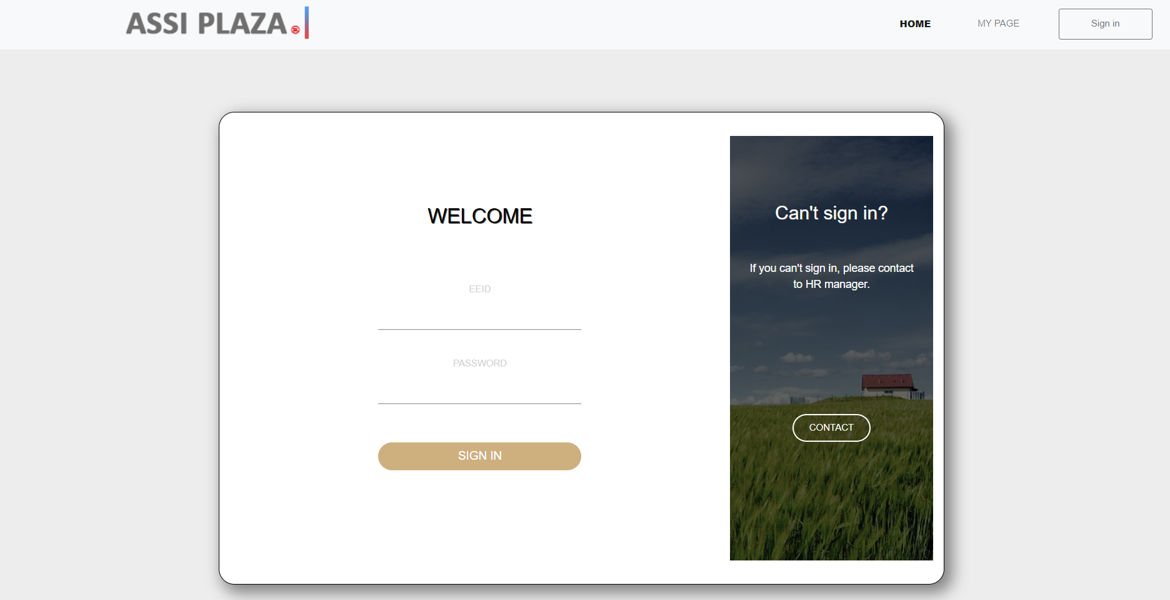 ASSI PLAZA.
HOME
MY PAGE
Sign in
WELCOME
EEID
PASSWORD
SIGN IN
Can't sign in?
If you can't sign in, please contact
to HR manager.
CONTACT